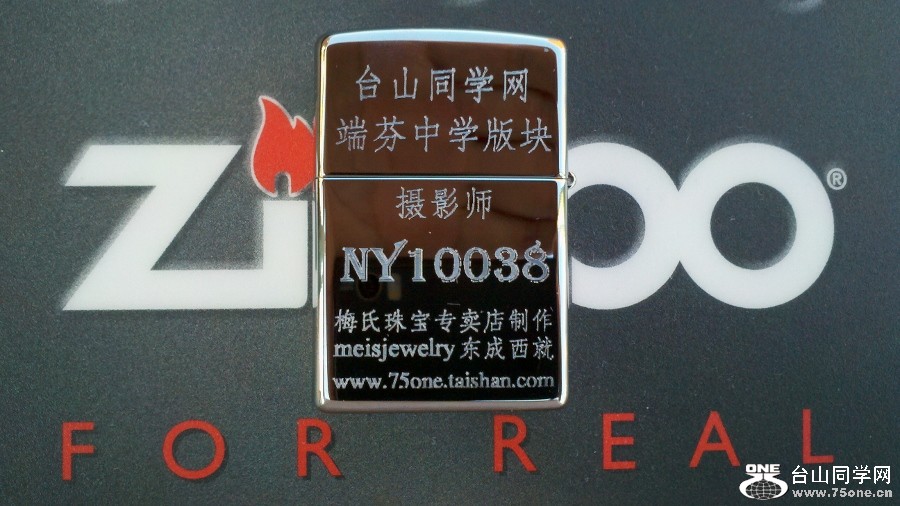 台山同学网
端芬中学版块
摄影师
NY10038
梅氏珠宝专卖店制作
meisjewelry 东成西就
www.75one.taishan.com
Zippo®
FOR REAL
ONE 台山同学网
www.75one.cn